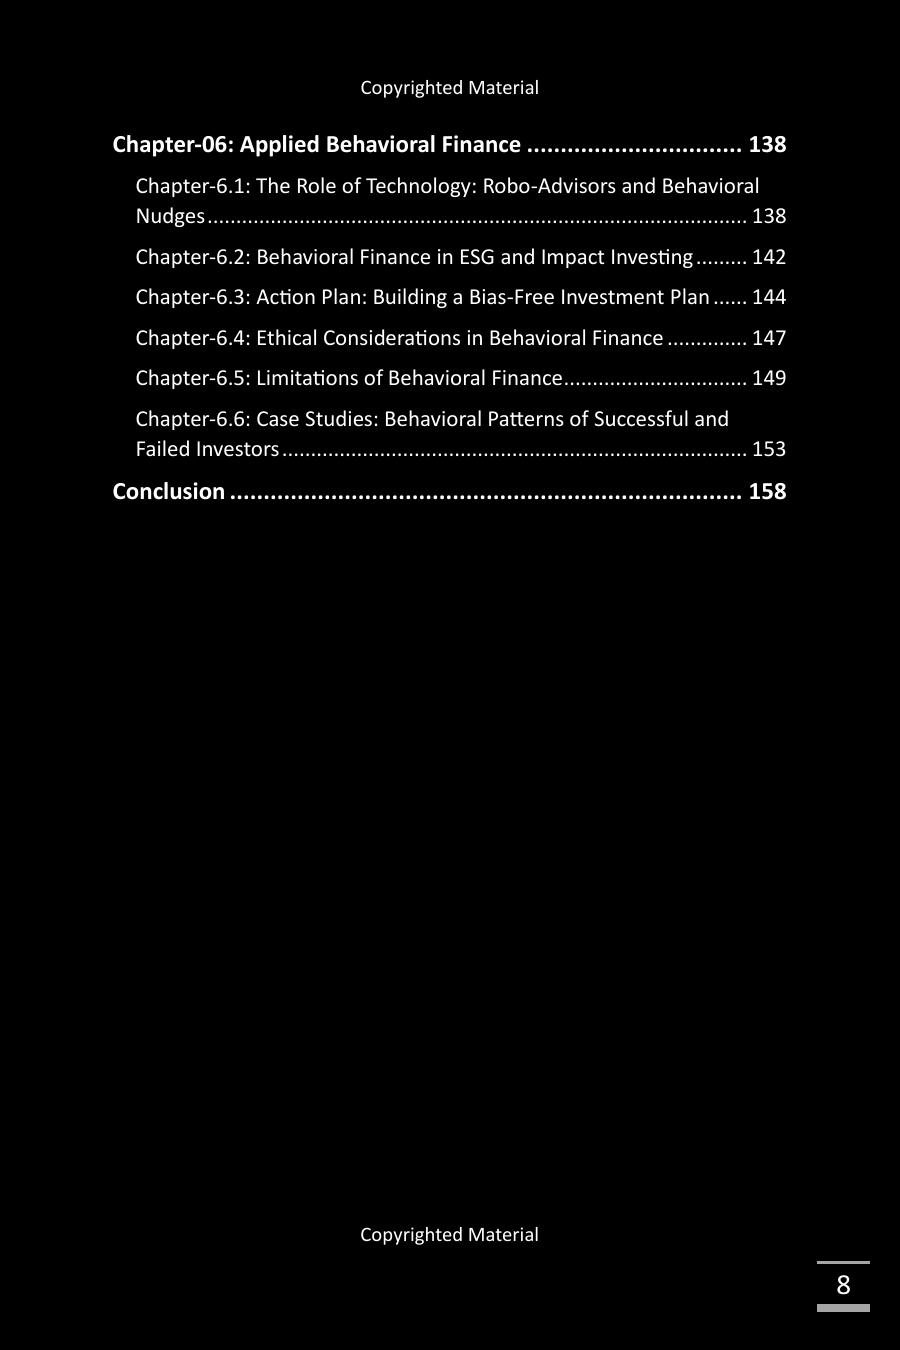 Copyrighted Material
Chapter-06: Applied Behavioral Finance ................................ 138
Chapter-6.1: The Role of Technology: Robo-Advisors and Behavioral
Nudges.............................................................................................. 138
Chapter-6.2: Behavioral Finance in ESG and Impact Investing ......... 142
Chapter-6.3: Action Plan: Building a Bias-Free Investment Plan ...... 144
Chapter-6.4: Ethical Considerations in Behavioral Finance .............. 147
Chapter-6.5: Limitations of Behavioral Finance................................ 149
Chapter-6.6: Case Studies: Behavioral Patterns of Successful and
Failed Investors ................................................................................. 153
Conclusion ............................................................................ 158
Copyrighted Material
8